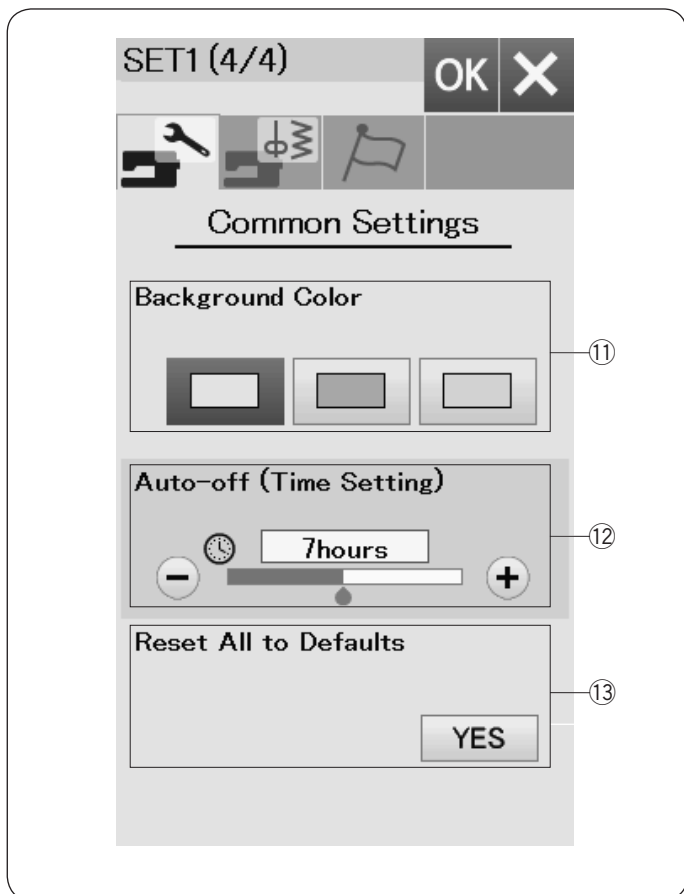 SET1 (4/4)
OK
Common Settings
Background Color
⑪
Auto-off (Time Setting)
7hours
⑫
Reset All to Defaults
YES
⑬